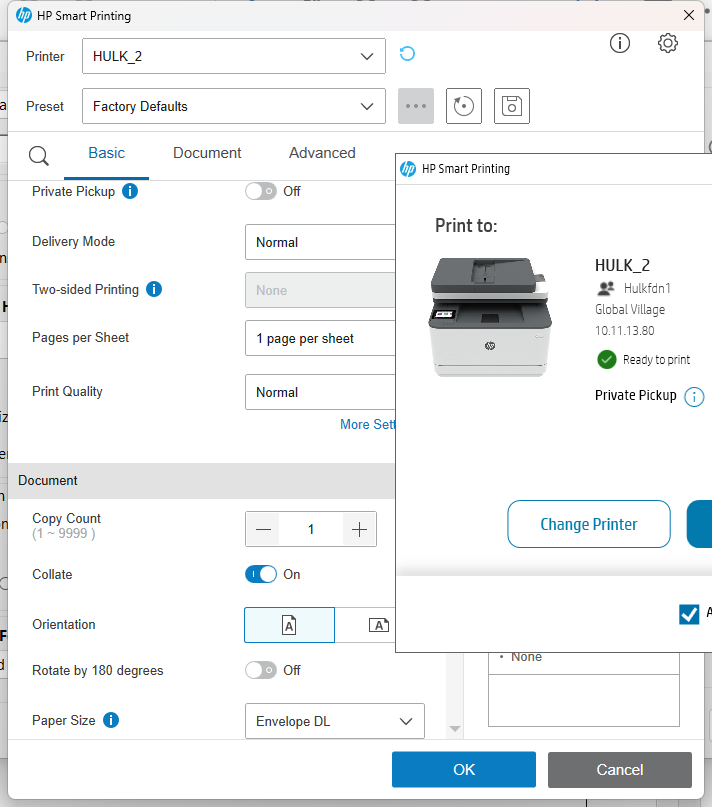 HP Smart Printing
Printer
HULK_2
Preset
Factory Defaults
Basic
Document
Advanced
Private Pickup
Off
Delivery Mode
Normal
Two-sided Printing
None
Pages per Sheet
1 page per sheet
Print Quality
Normal
More Sett
Document
Copy Count
(1 ~ 9999 )
1
Collate
On
Orientation
Rotate by 180 degrees
Off
Paper Size
Envelope DL
OK
Cancel
hp HP Smart Printing
Print to:
HULK_2
Hulkfdn1
Global Village
10.11.13.80
Ready to print
Private Pickup
Change Printer
• None